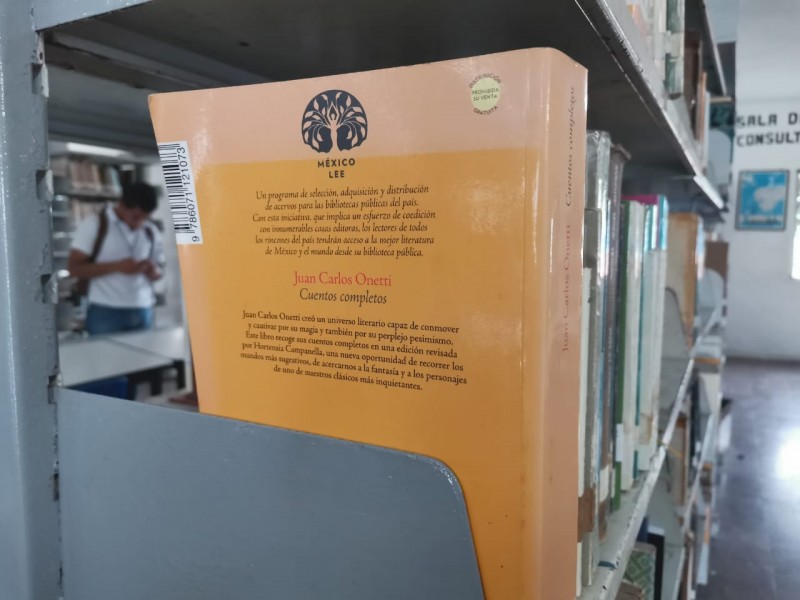 MÉXICO
LEE
DISTRIBUCIÓN
PROHIBIDA
SU VENTA
GRATUITA
9 786071 121073
Un programa de selección, adquisición y distribución
de acervos para las bibliotecas públicas del país.
Con esta iniciativa, que implica un esfuerzo de coedición
con innumerables casas editoras, los lectores de todos
los rincones del país tendrán acceso a la mejor literatura
de México y el mundo desde su biblioteca pública.
Juan Carlos Onetti
Cuentos completos
Juan Carlos Onetti creó un universo literario capaz de conmover
y cautivar por su magia y también por su perplejo pesimismo.
Este libro recoge sus cuentos completos en una edición revisada
por Hortensia Campanella, una nueva oportunidad de recorrer los
mundos más sugestivos, de acercarnos a la fantasía y a los personajes
de uno de nuestros clásicos más inquietantes.
Juan Carlos Onetti Cuentos completos
SALA D
CONSULT